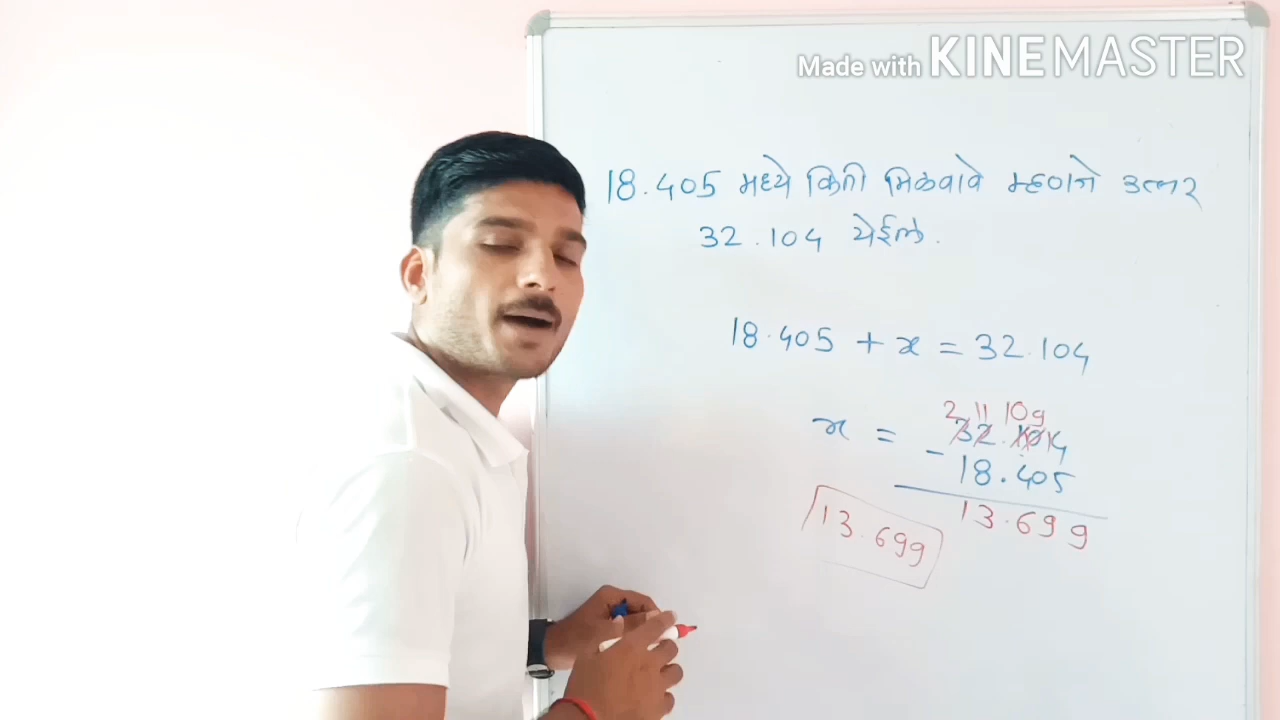 Made with KINEMASTER
18.405 मध्ये किती मिळवावे म्हणजे उत्तर
32.104 येईल.
18.405 + x = 32.104
2 11 10 9
x = 32.104
- 18.405
13.699
13.699